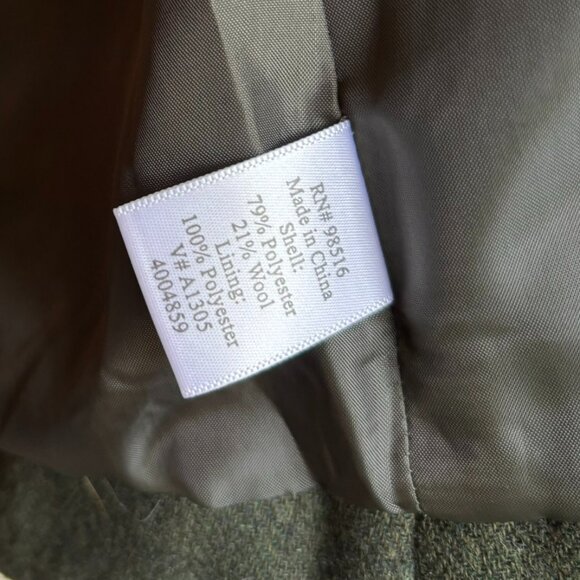 RN# 98516
Made in China
Shell:
79% Polyester
21% Wool
Lining:
100% Polyester
V# A1305
4004859